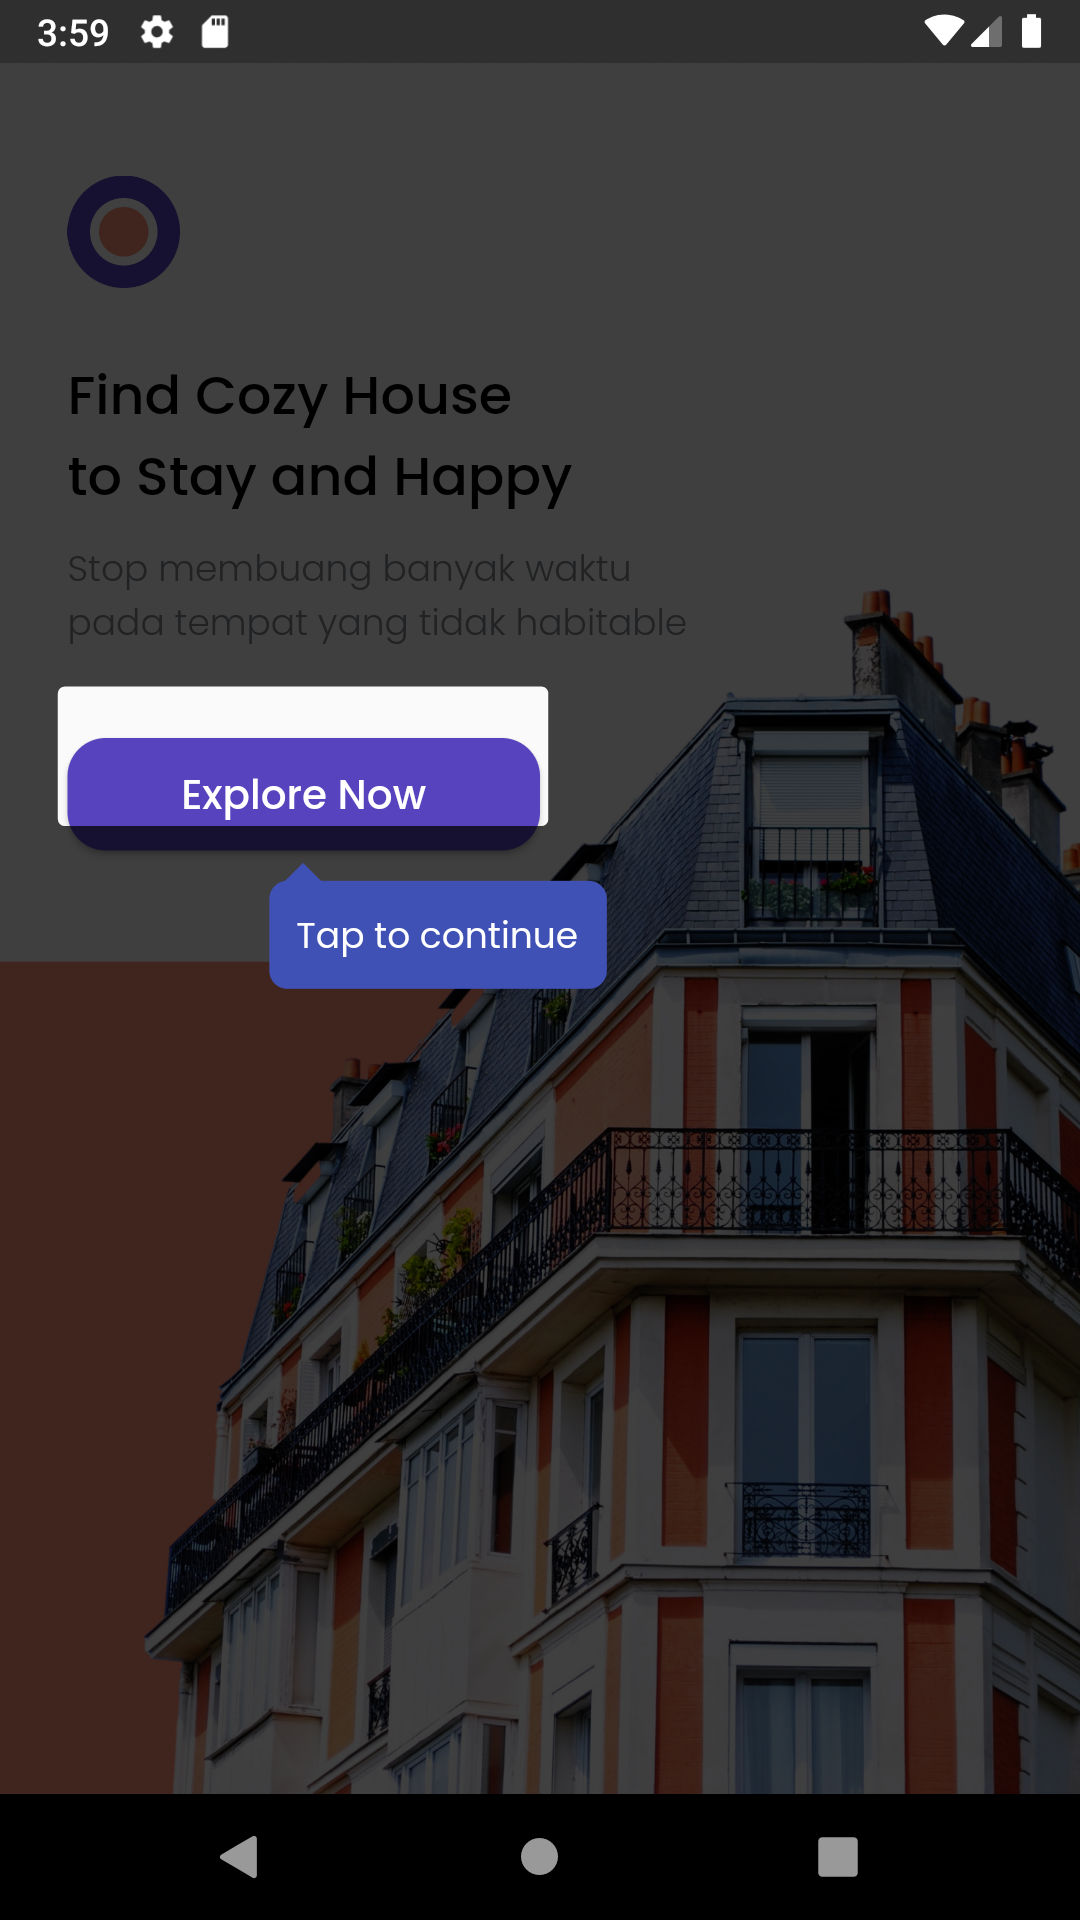 3:59
Find Cozy House
to Stay and Happy
Stop membuang banyak waktu
pada tempat yang tidak habitable
Explore Now
Tap to continue